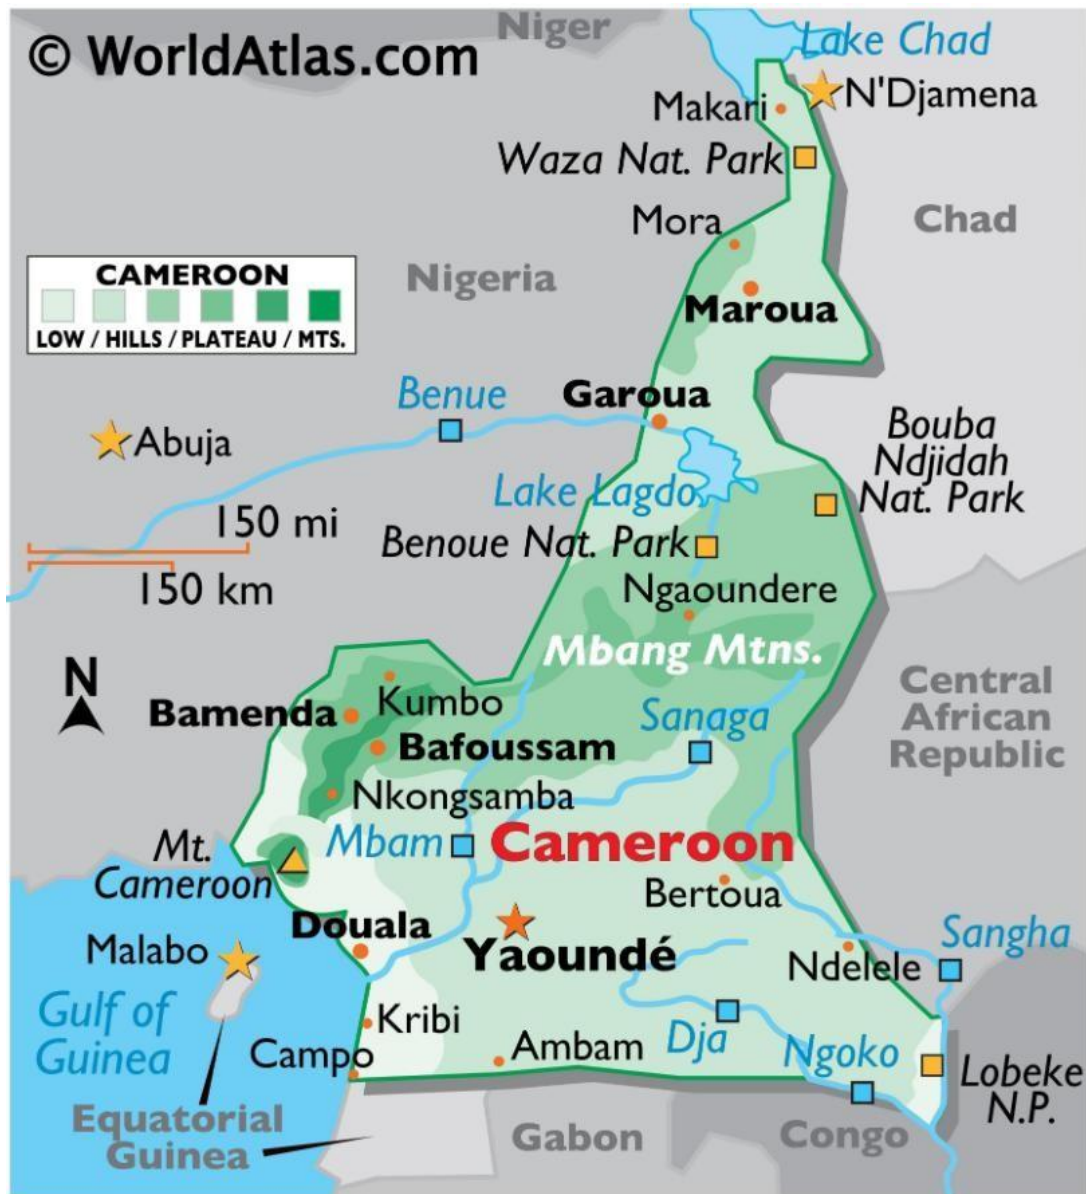 Niger
© WorldAtlas.com
Lake Chad
Makari
N'Djamena
Waza Nat. Park
Mora
Chad
CAMEROON
LOW / HILLS / PLATEAU / MTS.
Nigeria
Maroua
Benue
Garoua
Abuja
Bouba
Ndjidah
Nat. Park
Lake Lagdo
150 mi
Benoue Nat. Park
150 km
Ngaoundere
Mbang Mtns.
N
Kumbo
Bamenda
Sanaga
Central
African
Republic
Bafoussam
Nkongsamba
Mt.
Cameroon
Mbam
Cameroon
Bertoua
Douala
Yaoundé
Malabo
Ndelele
Sangha
Gulf of
Guinea
Kribi
Campo
Ambam
Dja
Ngoko
Lobeke
N.P.
Equatorial
Guinea
Gabon
Congo